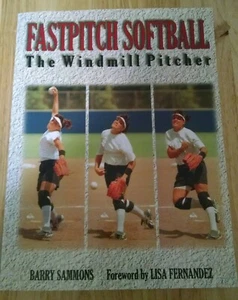 FASTPITCH SOFTBALL
The Windmill Pitcher
BARRY SAMMONS Foreword by LISA FERNANDEZ